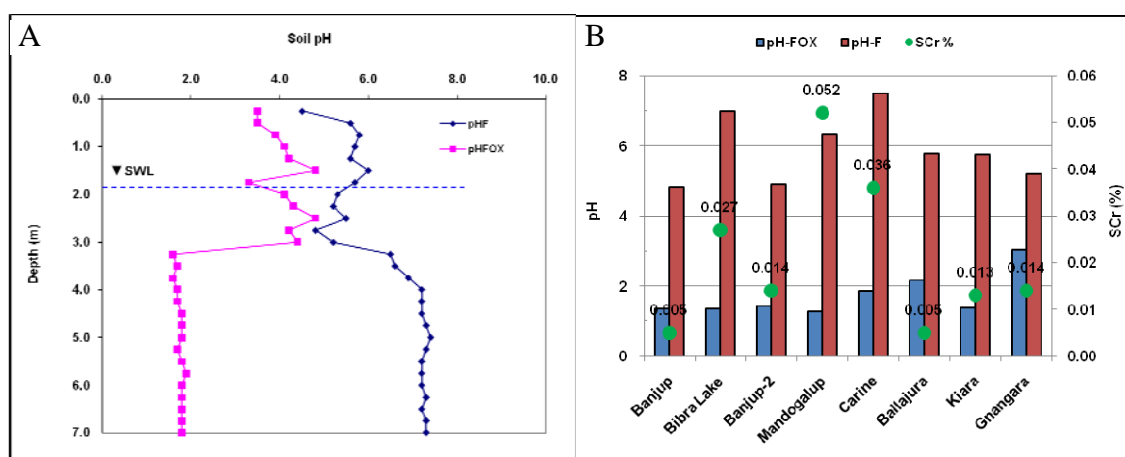 A
Soil pH
0.0 2.0 4.0 6.0 8.0 10.0
0.0
1.0
2.0
3.0
4.0
5.0
6.0
7.0
Depth (m)
pHF
pHFOX
▼ SWL
B
pH-FOX pH-F SCr %
8
6
4
2
0
pH
0.06
0.05
0.04
0.03
0.02
0.01
0.00
SCr (%)
0.005
0.027
0.014
0.052
0.036
0.005
0.013
0.014
Banjup
Bibra Lake
Banjup-2
Mandogalup
Carine
Ballajura
Kiara
Gnangara